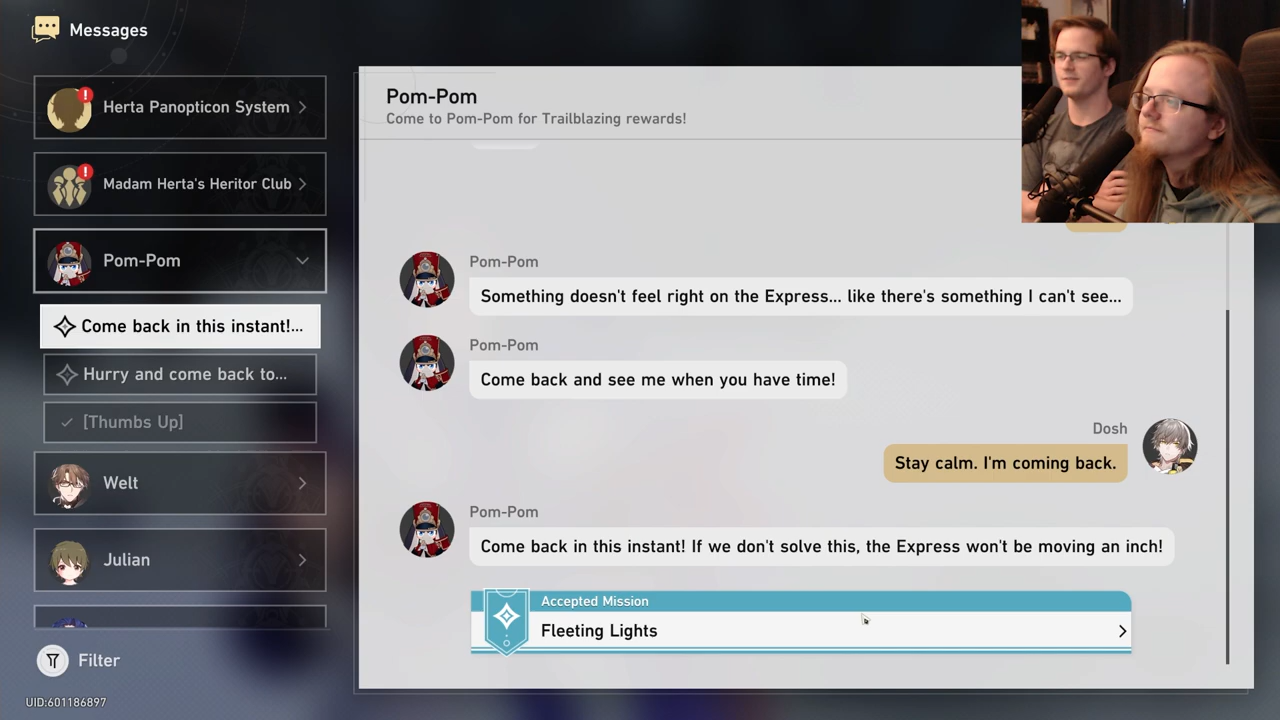 Messages
Herta Panopticon System
Madam Herta's Heritor Club
Pom-Pom
Come back in this instant!...
Hurry and come back to...
[Thumbs Up]
Welt
Julian
Filter
UID:601186897
Pom-Pom
Come to Pom-Pom for Trailblazing rewards!
Pom-Pom
Something doesn't feel right on the Express... like there's something I can't see...
Pom-Pom
Come back and see me when you have time!
Dosh
Stay calm. I'm coming back.
Pom-Pom
Come back in this instant! If we don't solve this, the Express won't be moving an inch!
Accepted Mission
Fleeting Lights